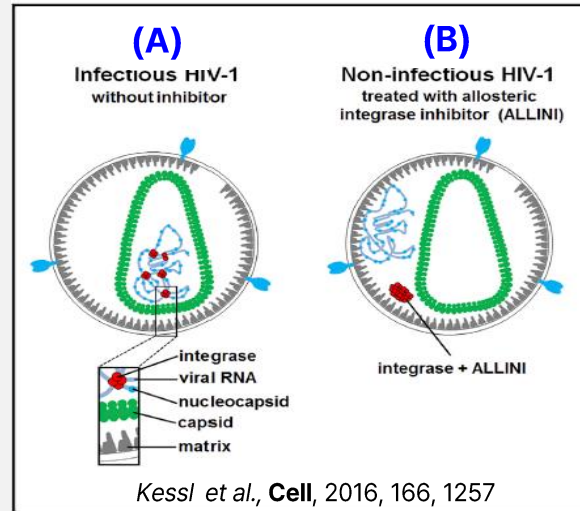 (A)
Infectious HIV-1
without inhibitor
(B)
Non-infectious HIV-1
treated with allosteric
integrase inhibitor (ALLINI)
integrase
viral RNA
nucleocapsid
capsid
matrix
integrase + ALLINI
Kessl et al., Cell, 2016, 166, 1257